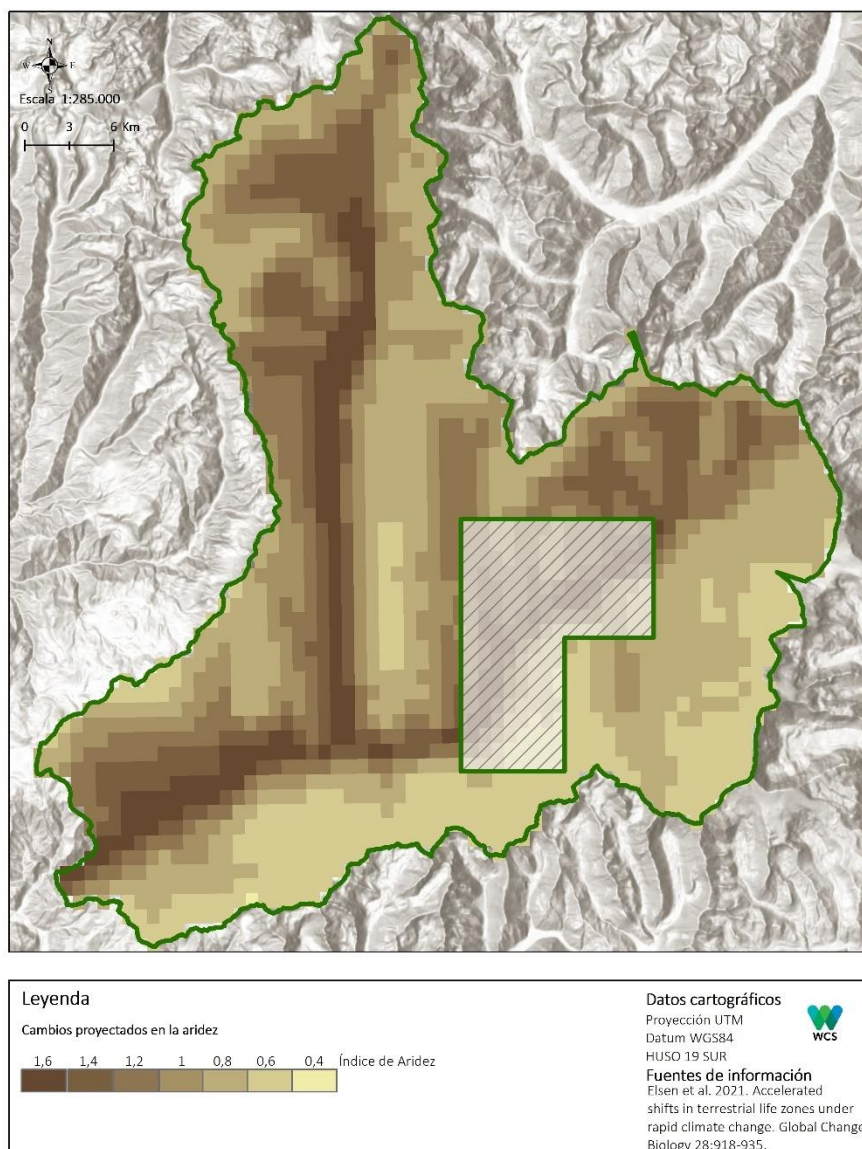 N
W E
S
Escala 1:285.000
0 3 6 Km
Leyenda
Cambios proyectados en la aridez
1,6 1,4 1,2 1 0,8 0,6 0,4 Índice de Aridez
Datos cartográficos
Proyección UTM
Datum WGS84
HUSO 19 SUR
WCS
Fuentes de información
Elsen et al. 2021. Accelerated
shifts in terrestrial life zones under
rapid climate change. Global Change
Biology 28:918-935.